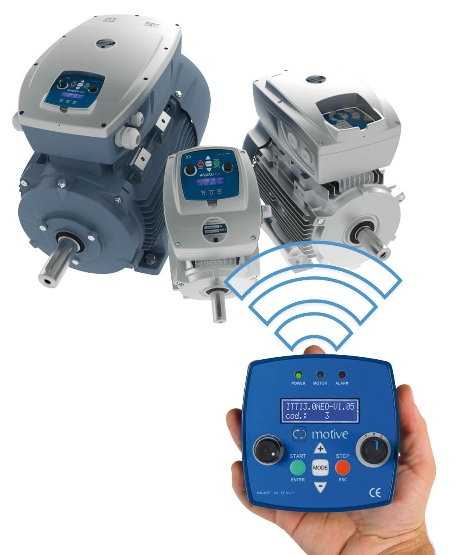 POWER MOTOR ALARM
ITTI3.0NEO-V1.05
cod.: 3
motive
+
START STOP
MODE
ENTER ESC
−
CE